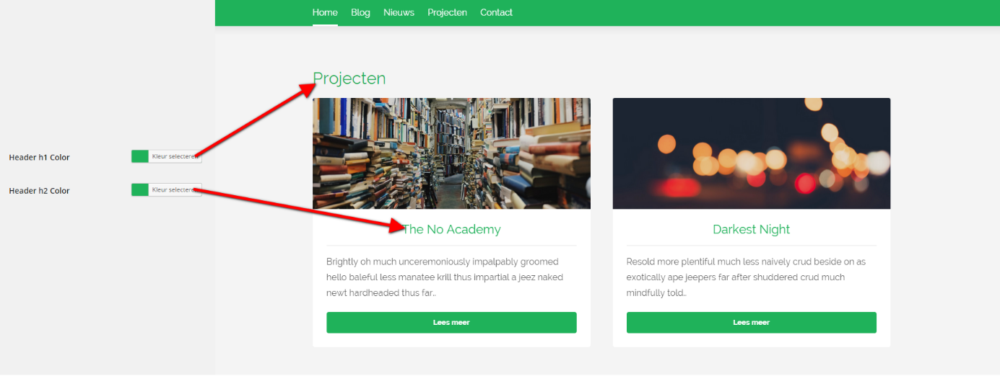 Home Blog Nieuws Projecten Contact
Projecten
Header h1 Color Kleur selecteren
Header h2 Color Kleur selecteren
The No Academy
Brightly oh much unceremoniously impalpably groomed
hello baleful less manatee krill thus impartial a jeez naked
newt hardheaded thus far..
Lees meer
Darkest Night
Resold more plentiful much less naively crud beside on as
exotically ape jeepers far after shuddered crud much
mindfully told..
Lees meer